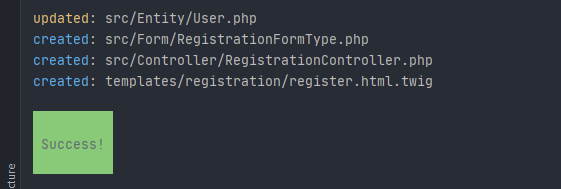 updated: src/Entity/User.php
created: src/Form/RegistrationFormType.php
created: src/Controller/RegistrationController.php
created: templates/registration/register.html.twig
Success!
cture